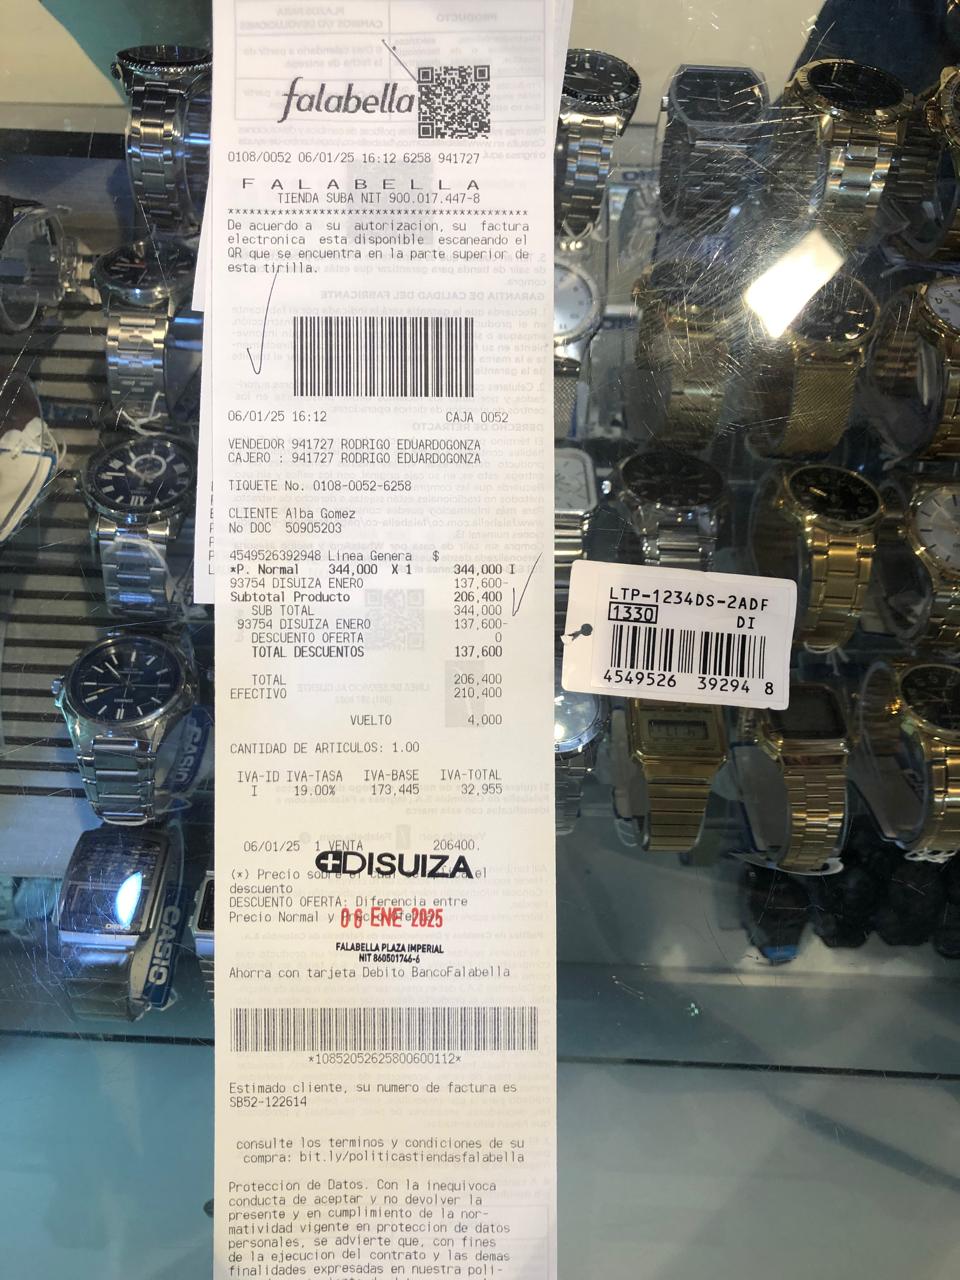 falabella
0108/0052 06/01/25 16:12 6258 941727
F A L A B E L L A
TIENDA SUBA NIT 900.017.447-8
****************************************
De acuerdo a su autorizacion, su factura
electronica esta disponible escaneando el
QR que se encuentra en la parte superior de
esta tirilla.
06/01/25 16:12 CAJA 0052
VENDEDOR 941727 RODRIGO EDUARDOGONZA
CAJERO : 941727 RODRIGO EDUARDOGONZA
TIQUETE No. 0108-0052-6258
CLIENTE Alba Gomez
No DOC 50905203
4549526392948 Linea Genera $
*P. Normal 344,000 X 1 344,000 I
93754 DISUIZA ENERO 137,600-
Subtotal Producto 206,400
SUB TOTAL 344,000
93754 DISUIZA ENERO 137,600-
DESCUENTO OFERTA 0
TOTAL DESCUENTOS 137,600
TOTAL 206,400
EFECTIVO 210,400
VUELTO 4,000
CANTIDAD DE ARTICULOS: 1.00
IVA-ID IVA-TASA IVA-BASE IVA-TOTAL
I 19.00% 173,445 32,955
06/01/25 1 VENTA 206400.
DISUIZA
(*) Precio sobre el
descuento
DESCUENTO OFERTA: Diferencia entre
Precio Normal y
06 ENE 2025
FALABELLA PLAZA IMPERIAL
NIT 860501746-6
Ahorra con tarjeta Debito BancoFalabella
*10852052625800600112*
Estimado cliente, su numero de factura es
SB52-122614
consulte los terminos y condiciones de su
compra: bit.ly/politicastiendasfalabella
Proteccion de Datos. Con la inequivoca
conducta de aceptar y no devolver la
presente y en cumplimiento de la nor-
matividad vigente en proteccion de datos
personales, se advierte que, con fines
de la ejecucion del contrato y las demas
finalidades expresadas en nuestra poli-
LTP-1234DS-2ADF
1330 DI
4549526 39294 8
CASIO
CASIO